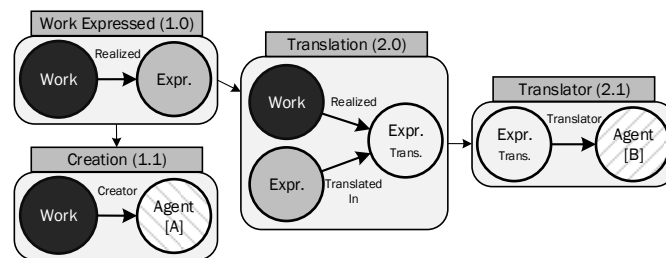 Work Expressed (1.0)
Work
Realized
Expr.
Creation (1.1)
Work
Creator
Agent
[A]
Translation (2.0)
Work
Realized
Expr.
Trans.
Expr.
Translated
In
Translator (2.1)
Expr.
Trans.
Translator
Agent
[B]